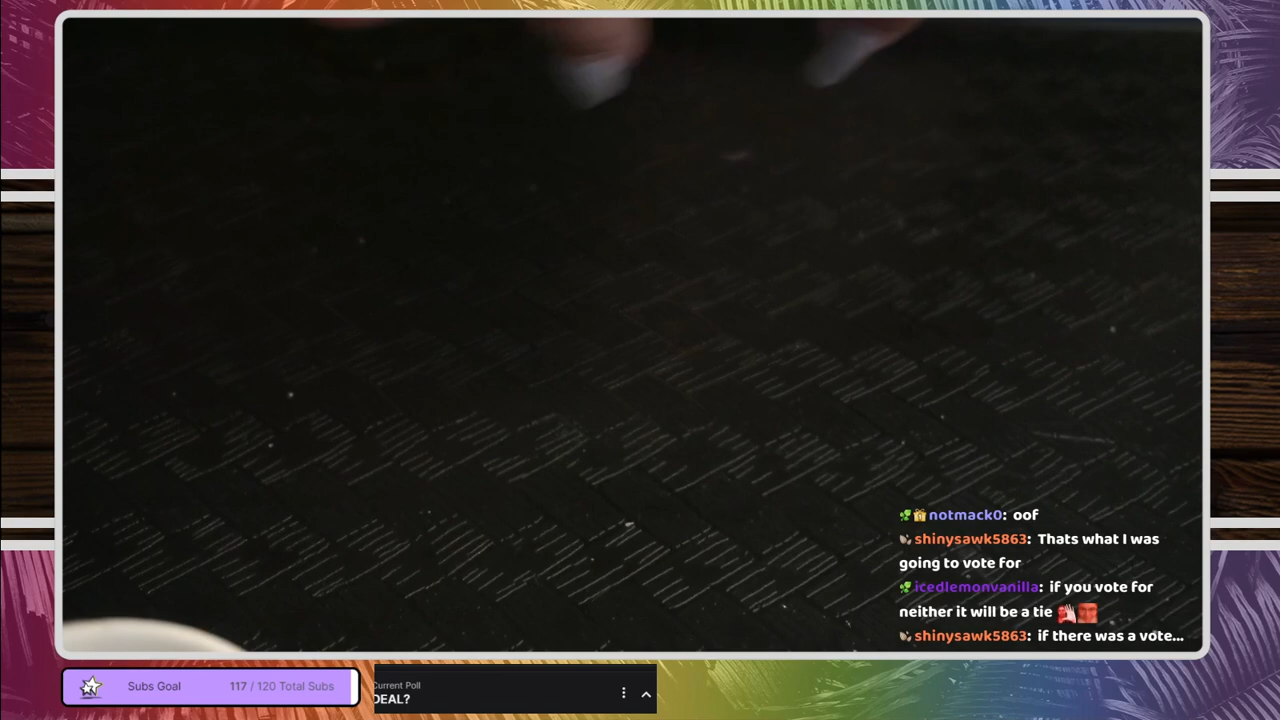 notmack0: oof
shinysawk5863: Thats what I was
going to vote for
icedlemonvanilla: if you vote for
neither it will be a tie
shinysawk5863: if there was a vote...
Subs Goal 117 / 120 Total Subs
Current Poll
DEAL?